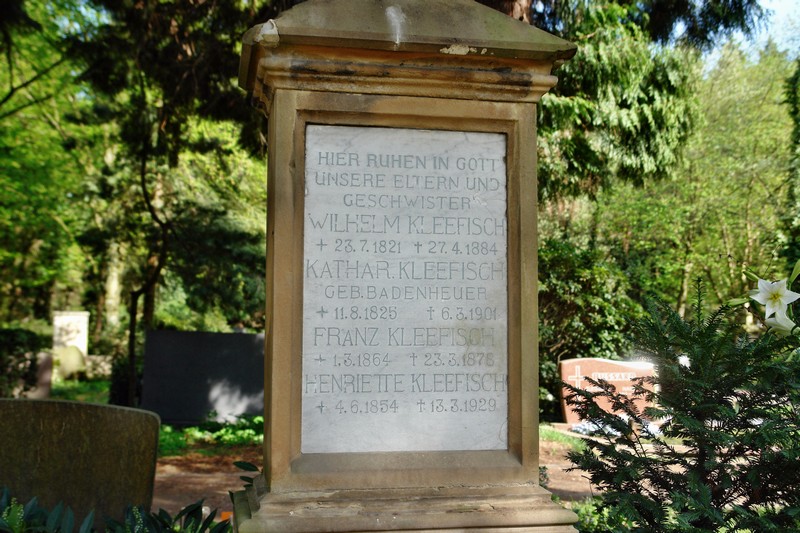 HIER RUHEN IN GOTT
UNSERE ELTERN UND
GESCHWISTER
WILHELM KLEEFISCH
+ 23.7.1821 ✝ 27.4.1884
KATHAR. KLEEFISCH
GEB. BADENHEUER
+ 11.8.1825 ✝ 6.3.1901
FRANZ KLEEFISCH
+ 1.3.1864 ✝ 23.3.1876
HENRIETTE KLEEFISCH
+ 4.6.1854 ✝ 13.3.1929